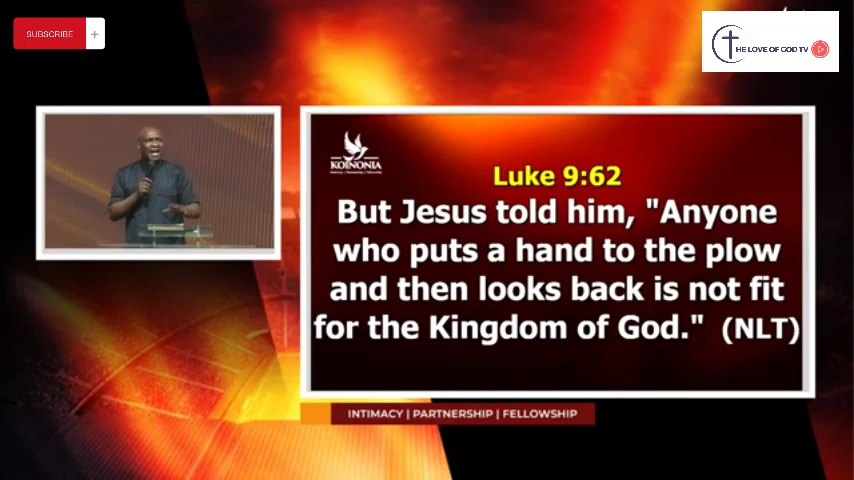 SUBSCRIBE +
HE LOVE OF GOD TV
KOINONIA
Luke 9:62
But Jesus told him, "Anyone
who puts a hand to the plow
and then looks back is not fit
for the Kingdom of God." (NLT)
INTIMACY | PARTNERSHIP | FELLOWSHIP